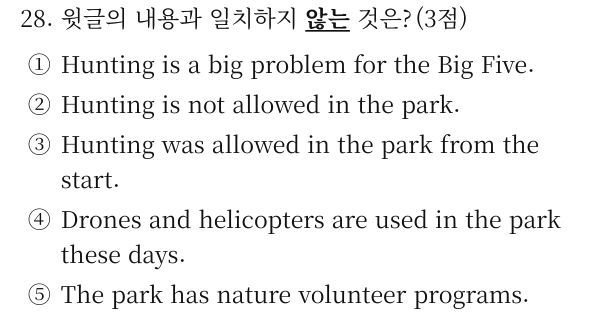 28. 윗글의 내용과 일치하지 않는 것은?(3점)
① Hunting is a big problem for the Big Five.
② Hunting is not allowed in the park.
③ Hunting was allowed in the park from the
start.
④ Drones and helicopters are used in the park
these days.
⑤ The park has nature volunteer programs.